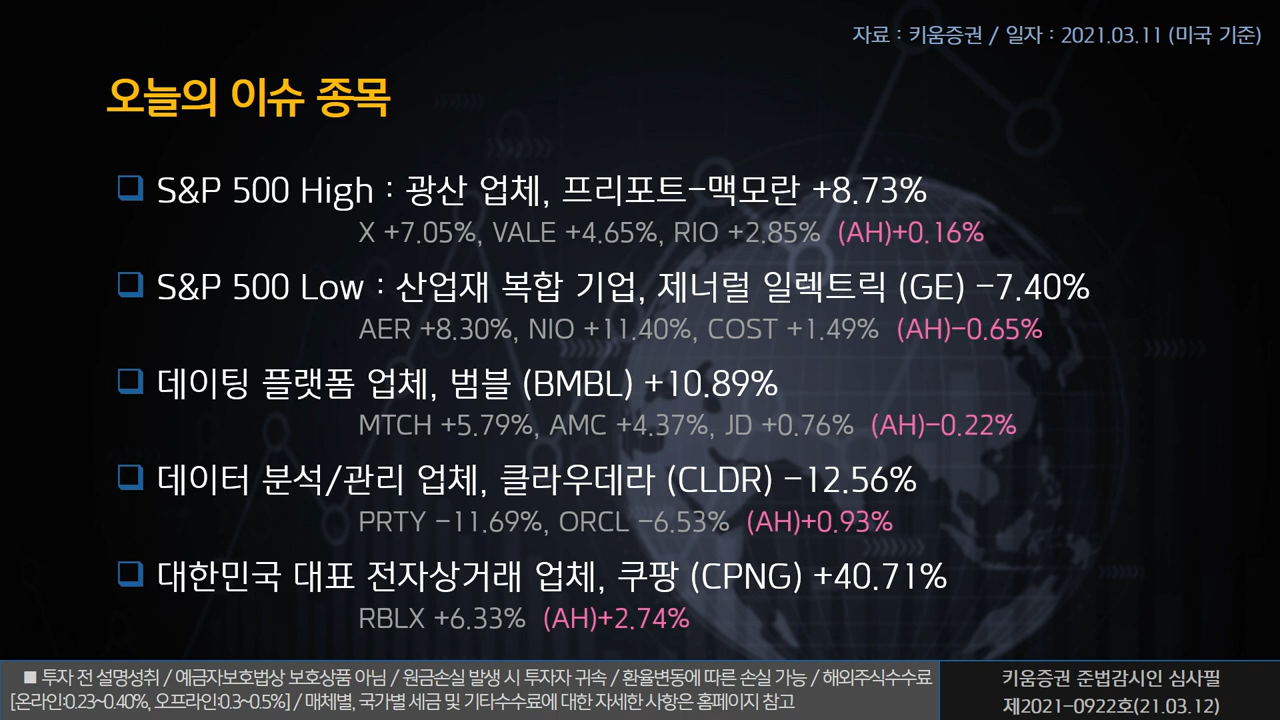 자료 : 키움증권 / 일자 : 2021.03.11 (미국 기준)
오늘의 이슈 종목
❑ S&P 500 High : 광산 업체, 프리포트-맥모란 +8.73%
X +7.05%, VALE +4.65%, RIO +2.85% (AH)+0.16%
❑ S&P 500 Low : 산업재 복합 기업, 제너럴 일렉트릭 (GE) -7.40%
AER +8.30%, NIO +11.40%, COST +1.49% (AH)-0.65%
❑ 데이팅 플랫폼 업체, 범블 (BMBL) +10.89%
MTCH +5.79%, AMC +4.37%, JD +0.76% (AH)-0.22%
❑ 데이터 분석/관리 업체, 클라우데라 (CLDR) -12.56%
PRTY -11.69%, ORCL -6.53% (AH)+0.93%
❑ 대한민국 대표 전자상거래 업체, 쿠팡 (CPNG) +40.71%
RBLX +6.33% (AH)+2.74%
■ 투자 전 설명성취 / 예금자보호법상 보호상품 아님 / 원금손실 발생 시 투자자 귀속 / 환율변동에 따른 손실 가능 / 해외주식수수료
[온라인:0.23~0.40%, 오프라인:0.3~0.5%] / 매체별, 국가별 세금 및 기타수수료에 대한 자세한 사항은 홈페이지 참고
키움증권 준법감시인 심사필
제2021-0922호(21.03.12)